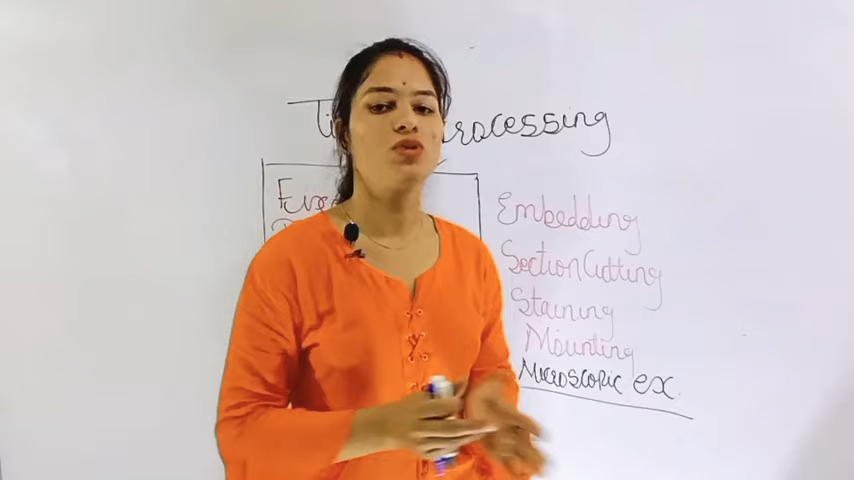 rocessing
Embedding
Section Cutting
Staining
Mounting
Microscopic ex.